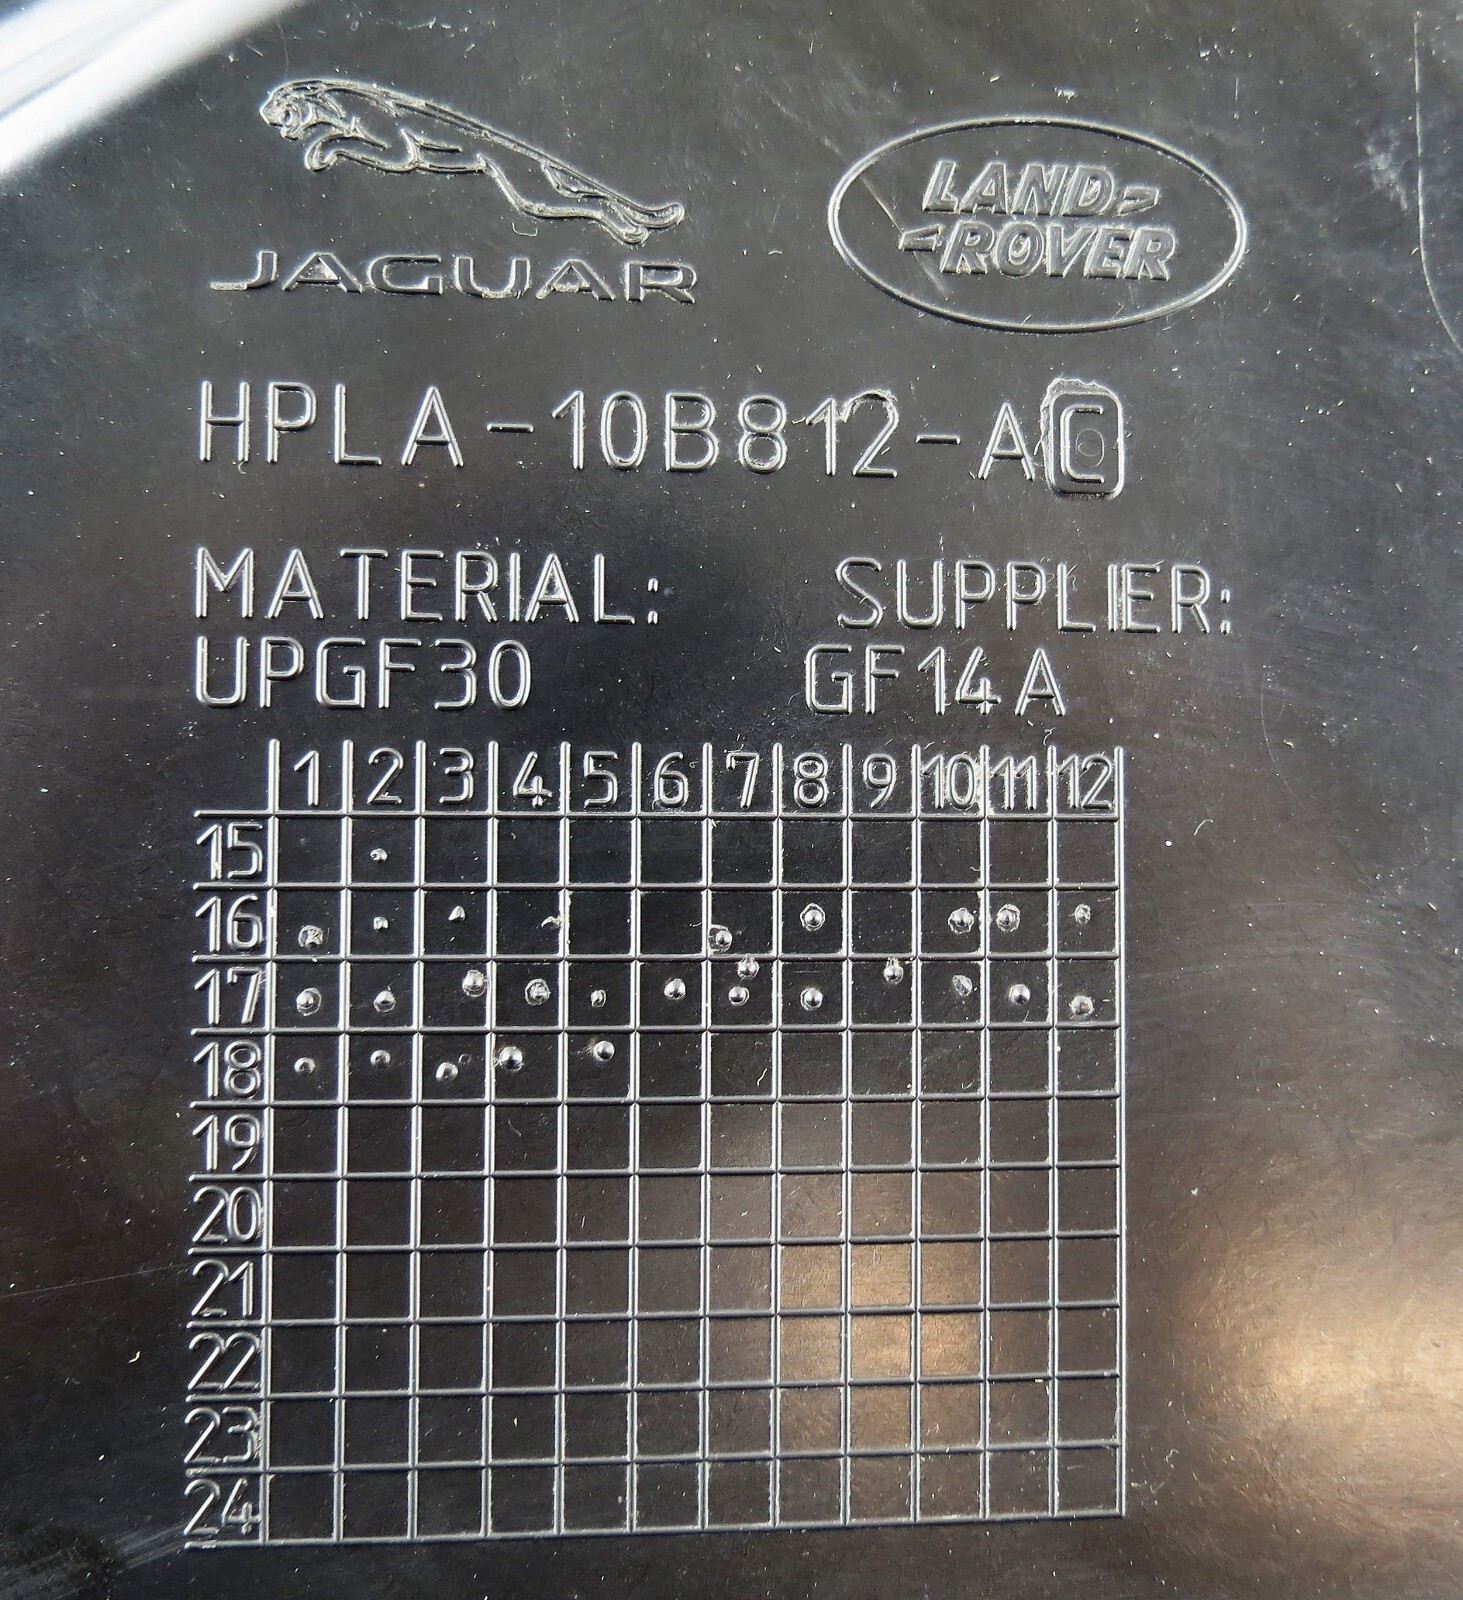 JAGUAR
LAND
ROVER
HPLA-10B812-AC
MATERIAL: SUPPLIER:
UPGF30 GF14A
1 2 3 4 5 6 7 8 9 10 11 12
15
16
17
18
19
20
21
22
23
24